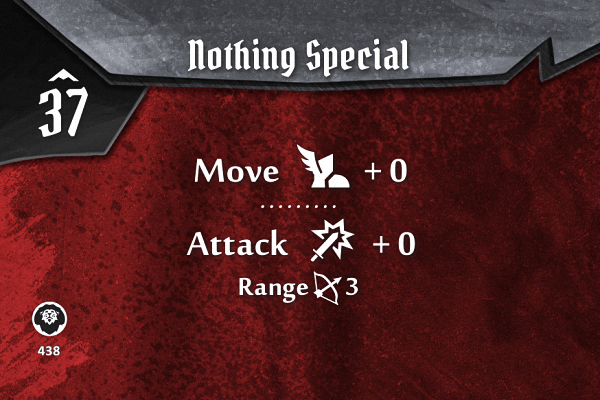 Nothing Special
37
Move + 0
Attack + 0
Range 3
438